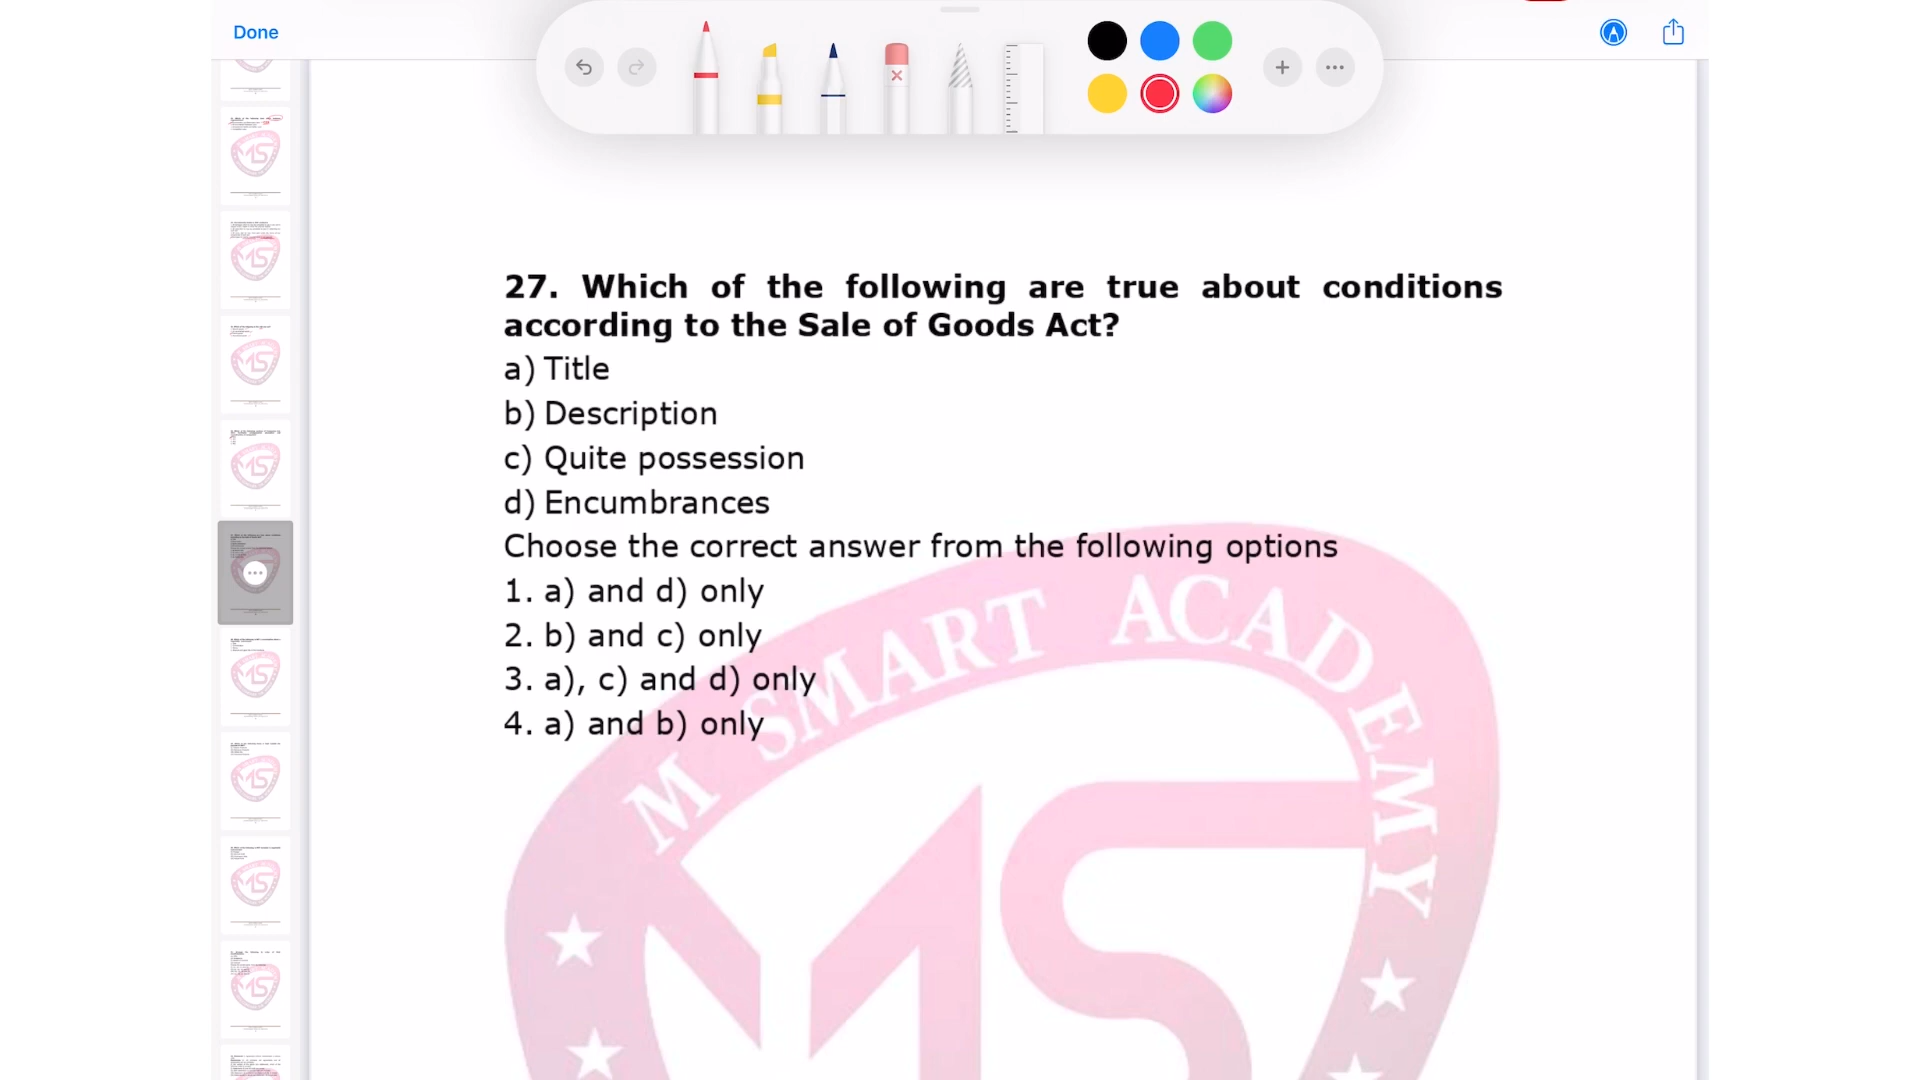 Done
27. Which of the following are true about conditions
according to the Sale of Goods Act?
a) Title
b) Description
c) Quite possession
d) Encumbrances
Choose the correct answer from the following options
1. a) and d) only
2. b) and c) only
3. a), c) and d) only
4. a) and b) only
M SMART ACADEMY
MS